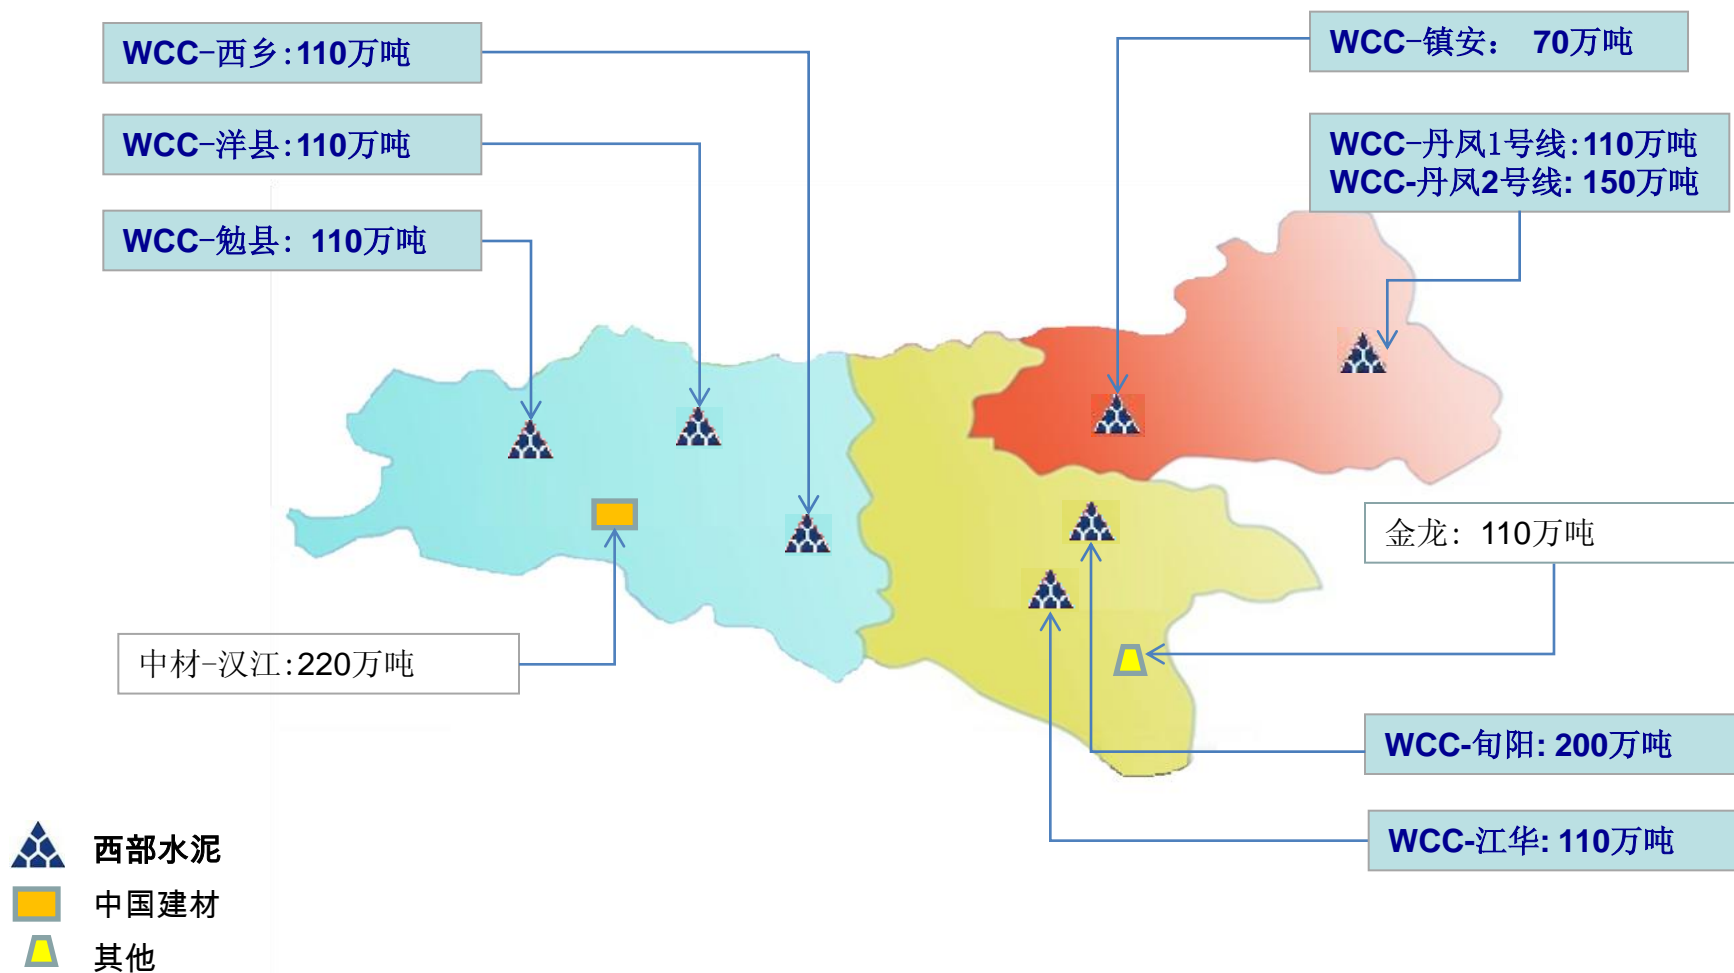 WCC-西乡:110万吨
WCC-洋县:110万吨
WCC-勉县: 110万吨
WCC-镇安: 70万吨
WCC-丹凤1号线:110万吨
WCC-丹凤2号线: 150万吨
金龙: 110万吨
中材-汉江:220万吨
WCC-旬阳: 200万吨
WCC-江华: 110万吨
西部水泥
中国建材
其他